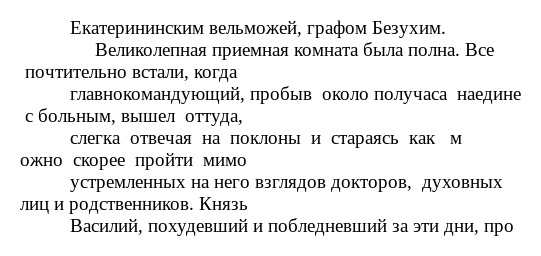 Екатерининским вельможей, графом Безухим.
Великолепная приемная комната была полна. Все
почтительно встали, когда
главнокомандующий, пробыв около получаса наедине
с больным, вышел оттуда,
слегка отвечая на поклоны и стараясь как м
ожно скорее пройти мимо
устремленных на него взглядов докторов, духовных
лиц и родственников. Князь
Василий, похудевший и побледневший за эти дни, про